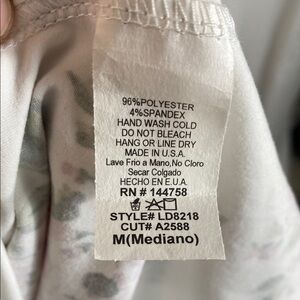 96%POLYESTER
4%SPANDEX
HAND WASH COLD
DO NOT BLEACH
HANG OR LINE DRY
MADE IN U.S.A.
Lave Frio a Mano,No Cloro
Secar Colgado
HECHO EN E.U.A.
RN # 144758
STYLE# LD8218
CUT# A2588
M(Mediano)